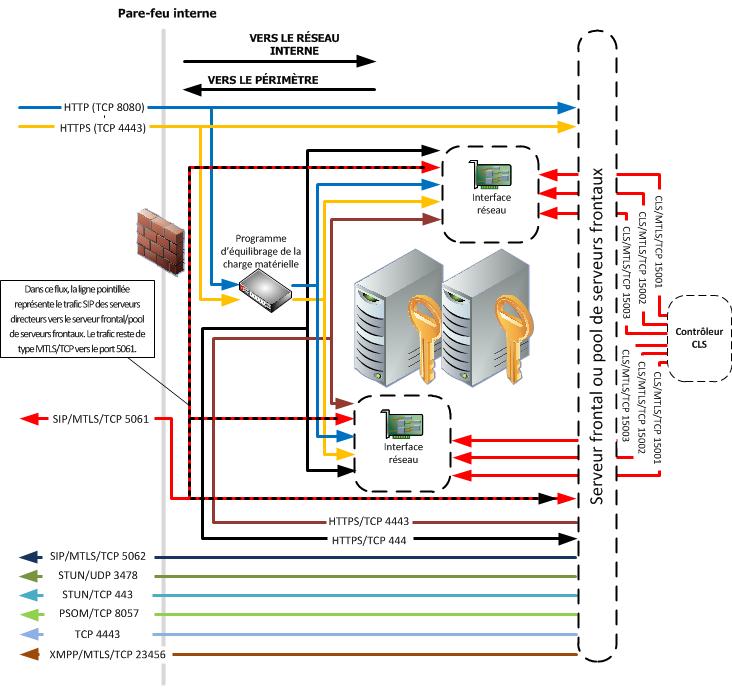 Pare-feu interne
VERS LE RÉSEAU
INTERNE
VERS LE PÉRIMÈTRE
HTTP (TCP 8080)
HTTPS (TCP 4443)
Interface
réseau
Programme
d'équilibrage de la
charge matérielle
Dans ce flux, la ligne pointillée
représente le trafic SIP des serveurs
directeurs vers le serveur frontal/pool
de serveurs frontaux. Le trafic reste de
type MTLS/TCP vers le port 5061.
Serveur frontal ou pool de serveurs frontaux
CLS/MTLS/TCP 15001
CLS/MTLS/TCP 15002
CLS/MTLS/TCP 15003
Contrôleur
CLS
CLS/MTLS/TCP 15003
CLS/MTLS/TCP 15002
CLS/MTLS/TCP 15001
SIP/MTLS/TCP 5061
Interface
réseau
HTTPS/TCP 4443
HTTPS/TCP 444
SIP/MTLS/TCP 5062
STUN/UDP 3478
STUN/TCP 443
PSOM/TCP 8057
TCP 4443
XMPP/MTLS/TCP 23456